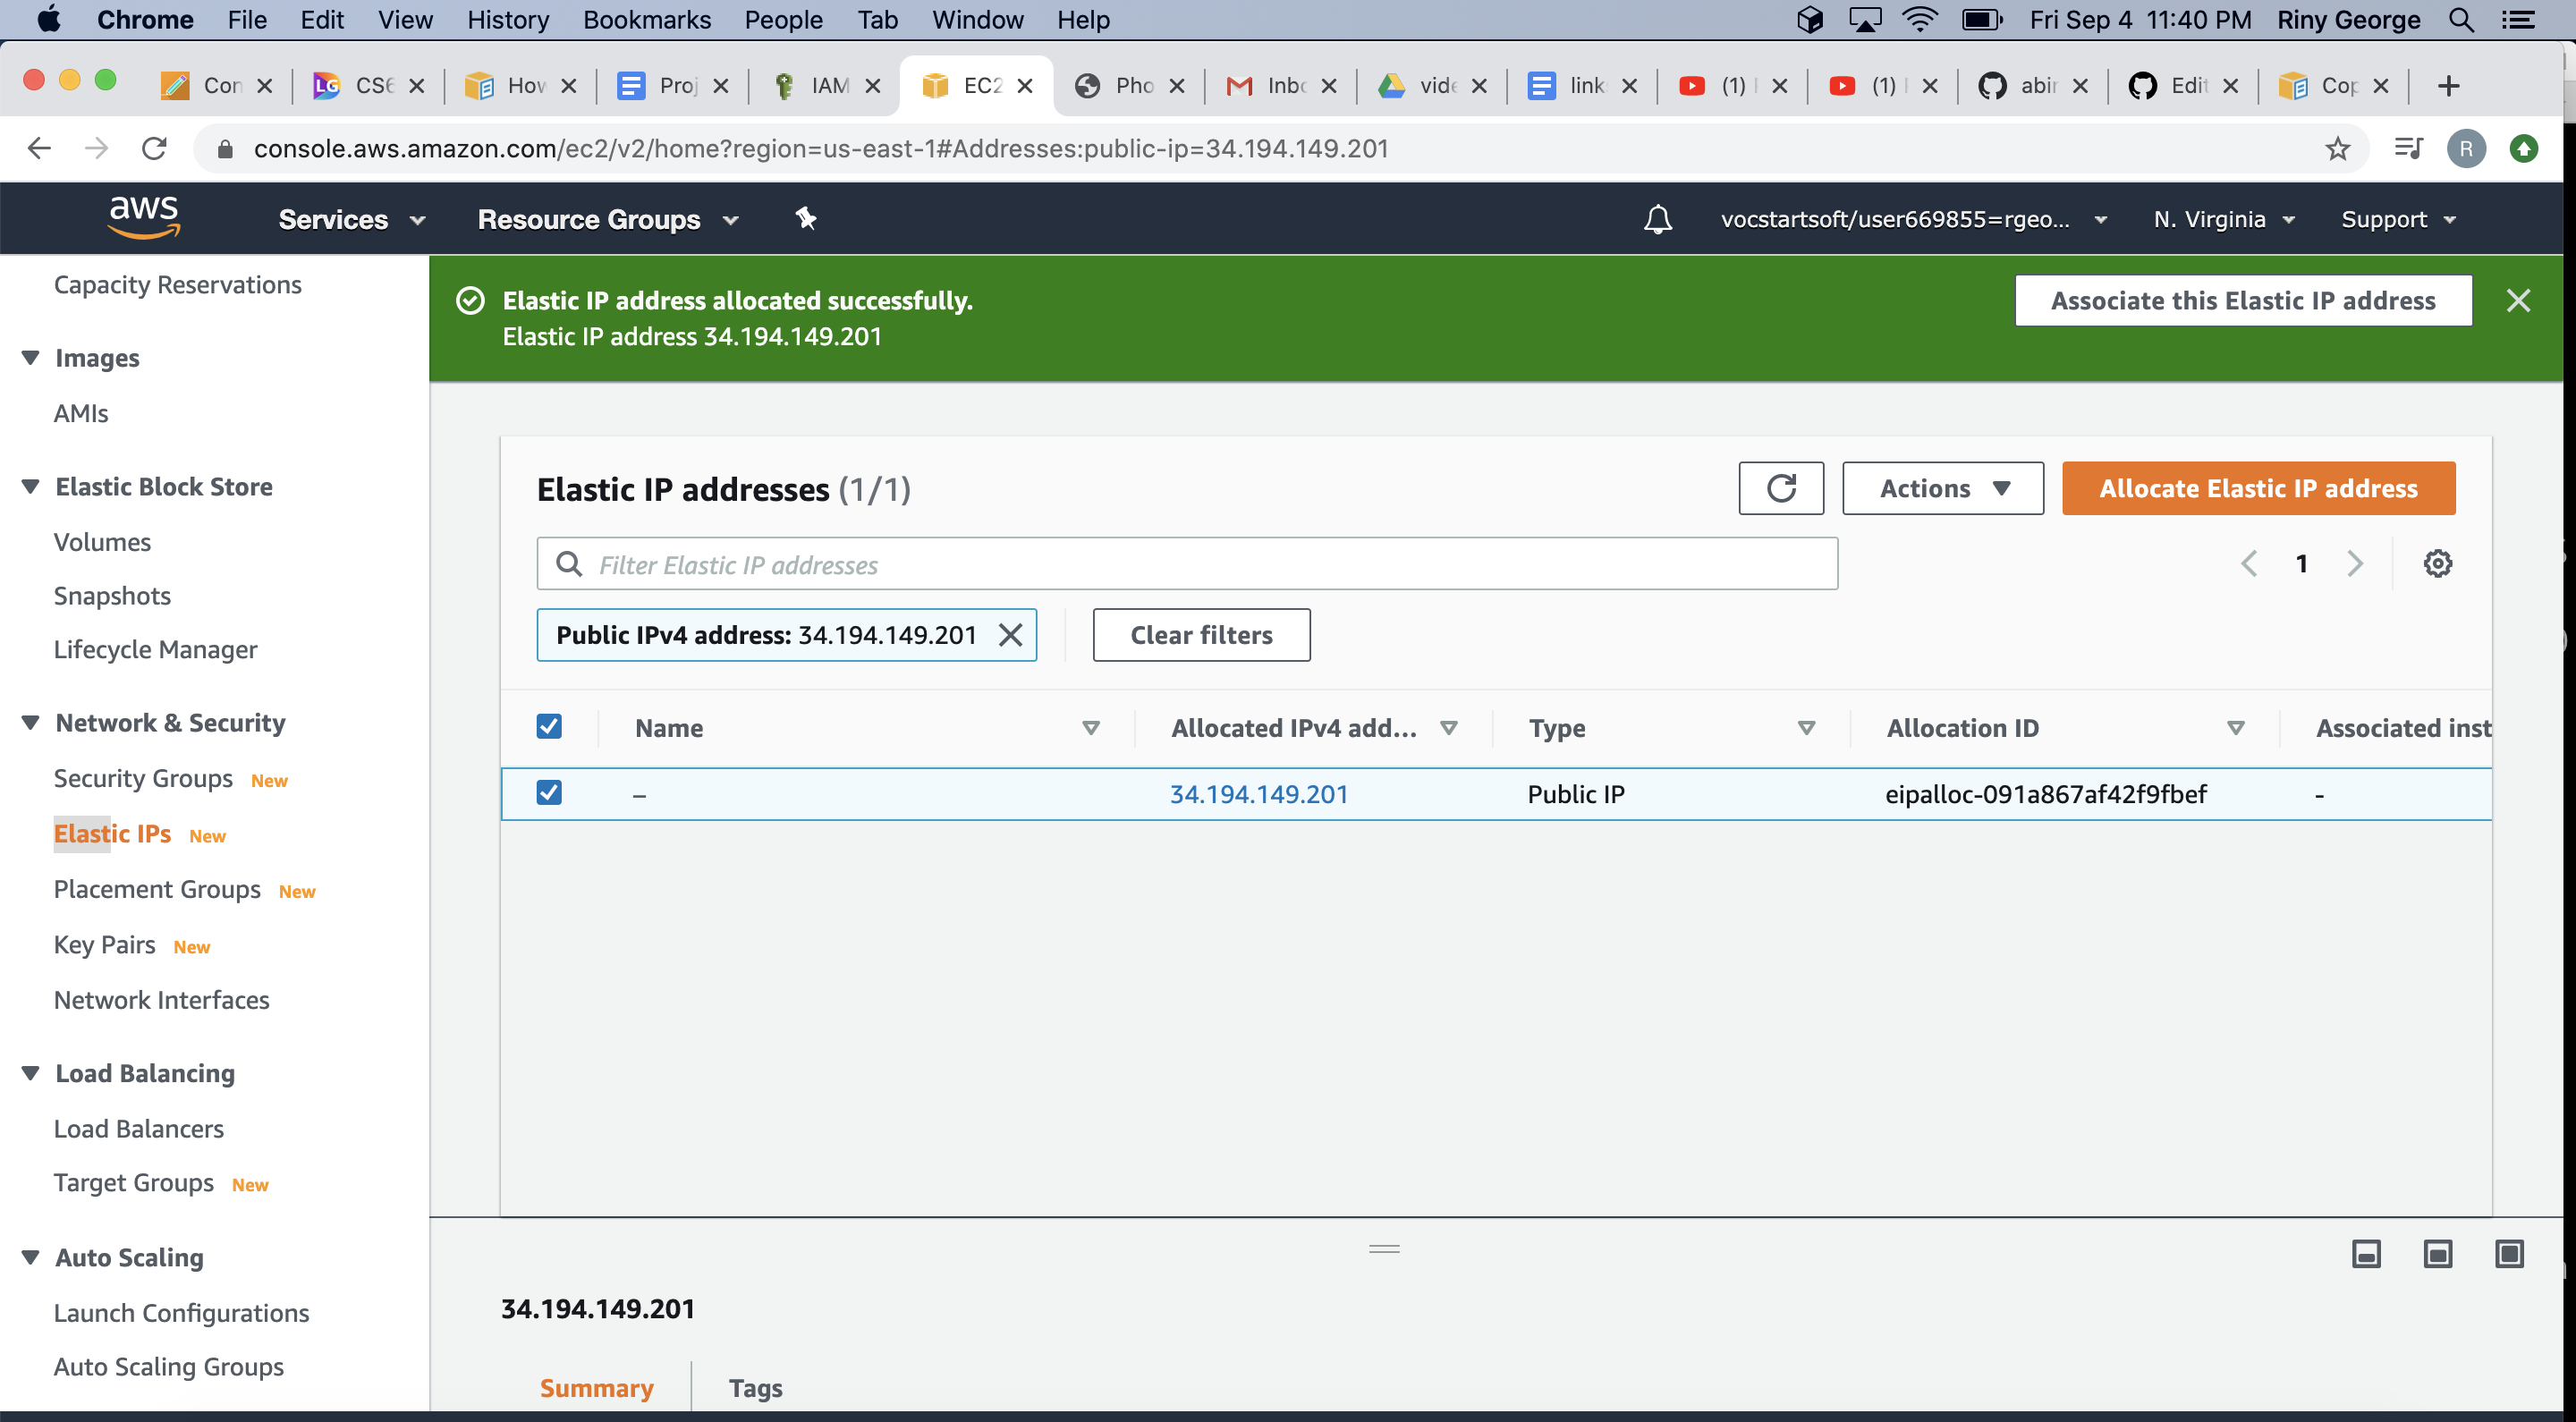 Chrome File Edit View History Bookmarks People Tab Window Help Fri Sep 4 11:40 PM Riny George
Con CS6 How Proj IAM EC2 Pho Inbo vide link (1) (1) abir Edit Cop
console.aws.amazon.com/ec2/v2/home?region=us-east-1#Addresses:public-ip=34.194.149.201 R
aws Services Resource Groups vocstartsoft/user669855=rgeo... N. Virginia Support
Capacity Reservations
Images
AMIs
Elastic Block Store
Volumes
Snapshots
Lifecycle Manager
Network & Security
Security Groups New
Elastic IPs New
Placement Groups New
Key Pairs New
Network Interfaces
Load Balancing
Load Balancers
Target Groups New
Auto Scaling
Launch Configurations
Auto Scaling Groups
Elastic IP address allocated successfully.
Elastic IP address 34.194.149.201
Associate this Elastic IP address
Elastic IP addresses (1/1)
Actions
Allocate Elastic IP address
Filter Elastic IP addresses
1
Public IPv4 address: 34.194.149.201
Clear filters
Name Allocated IPv4 add... Type Allocation ID Associated inst
– 34.194.149.201 Public IP eipalloc-091a867af42f9fbef -
34.194.149.201
Summary Tags